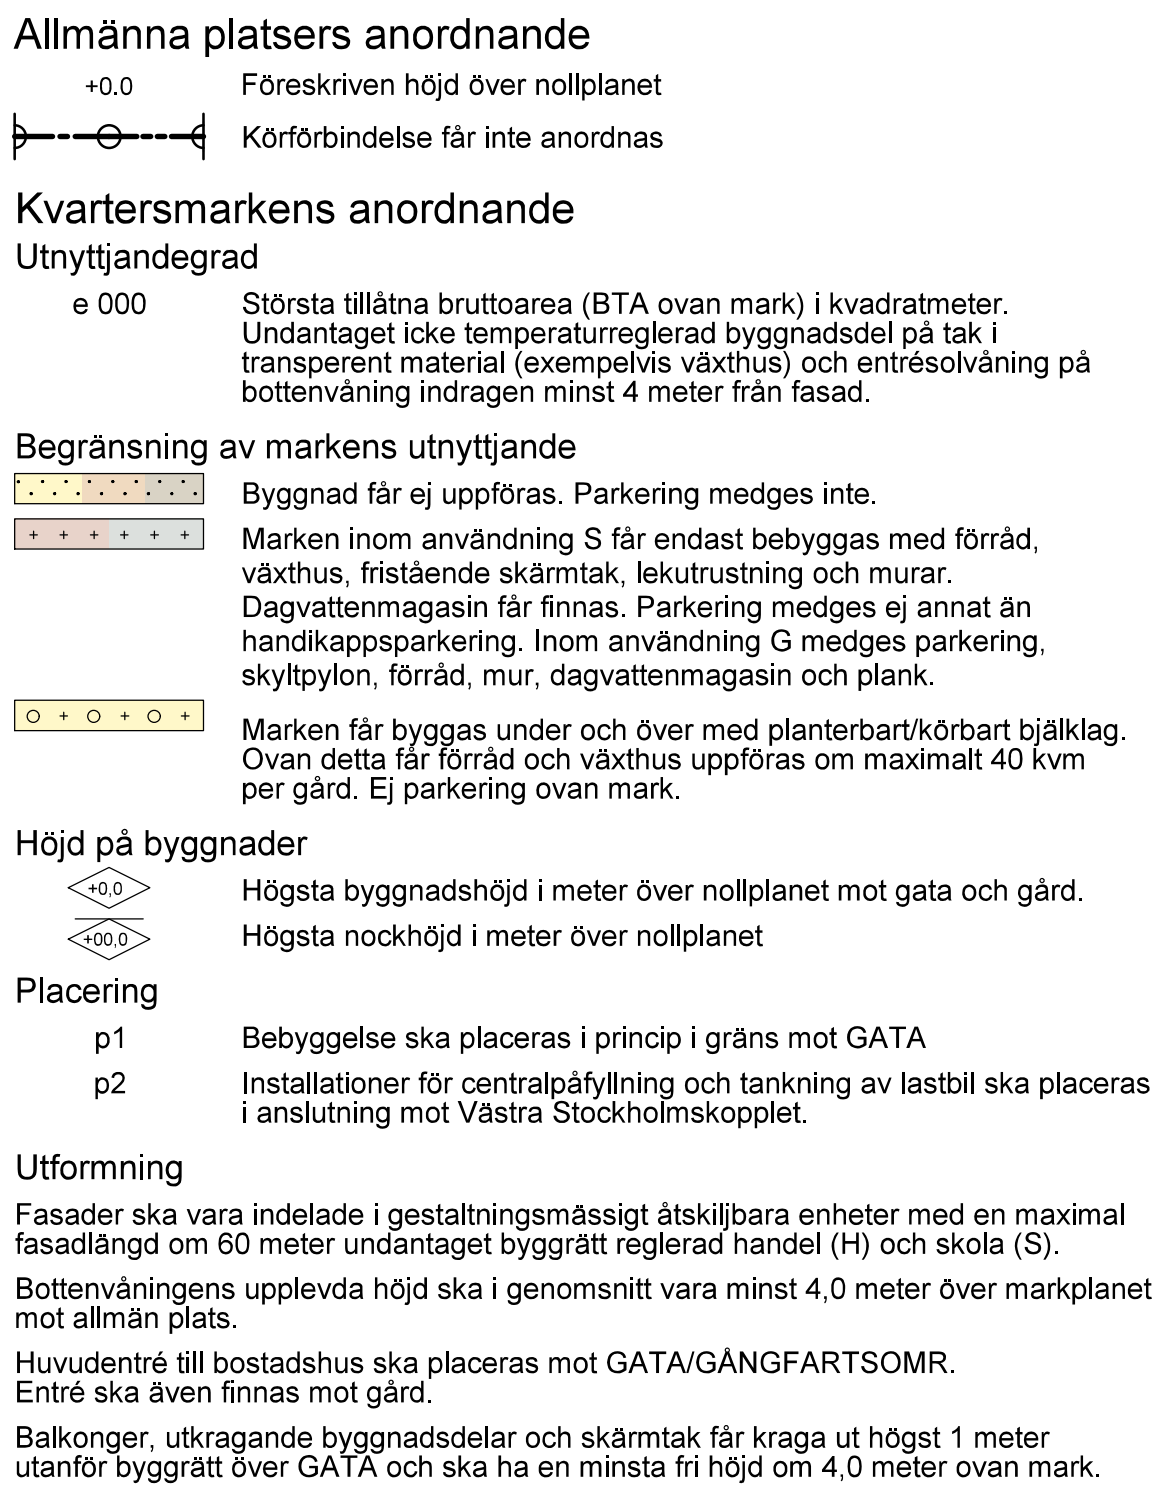 Allmänna platsers anordnande
+0.0 Föreskriven höjd över nollplanet
Körförbindelse får inte anordnas
Kvartersmarkens anordnande
Utnyttjandegrad
e 000 Största tillåtna bruttoarea (BTA ovan mark) i kvadratmeter.
Undantaget icke temperaturreglerad byggnadsdel på tak i
transperent material (exempelvis växthus) och entrésolvåning på
bottenvåning indragen minst 4 meter från fasad.
Begränsning av markens utnyttjande
Byggnad får ej uppföras. Parkering medges inte.
+ + + + + + Marken inom användning S får endast bebyggas med förråd,
växthus, fristående skärmtak, lekutrustning och murar.
Dagvattenmagasin får finnas. Parkering medges ej annat än
handikappsparkering. Inom användning G medges parkering,
skyltpylon, förråd, mur, dagvattenmagasin och plank.
Marken får byggas under och över med planterbart/körbart bjälklag.
Ovan detta får förråd och växthus uppföras om maximalt 40 kvm
per gård. Ej parkering ovan mark.
Höjd på byggnader
+0,0 Högsta byggnadshöjd i meter över nollplanet mot gata och gård.
+00,0 Högsta nockhöjd i meter över nollplanet
Placering
p1 Bebyggelse ska placeras i princip i gräns mot GATA
p2 Installationer för centralpåfyllning och tankning av lastbil ska placeras
i anslutning mot Västra Stockholmskopplet.
Utformning
Fasader ska vara indelade i gestaltningsmässigt åtskiljbara enheter med en maximal
fasadlängd om 60 meter undantaget byggrätt reglerad handel (H) och skola (S).
Bottenvåningens upplevda höjd ska i genomsnitt vara minst 4,0 meter över markplanet
mot allmän plats.
Huvudentré till bostadshus ska placeras mot GATA/GÅNGFARTSOMR.
Entré ska även finnas mot gård.
Balkonger, utkragande byggnadsdelar och skärmtak får kraga ut högst 1 meter
utanför byggrätt över GATA och ska ha en minsta fri höjd om 4,0 meter ovan mark.